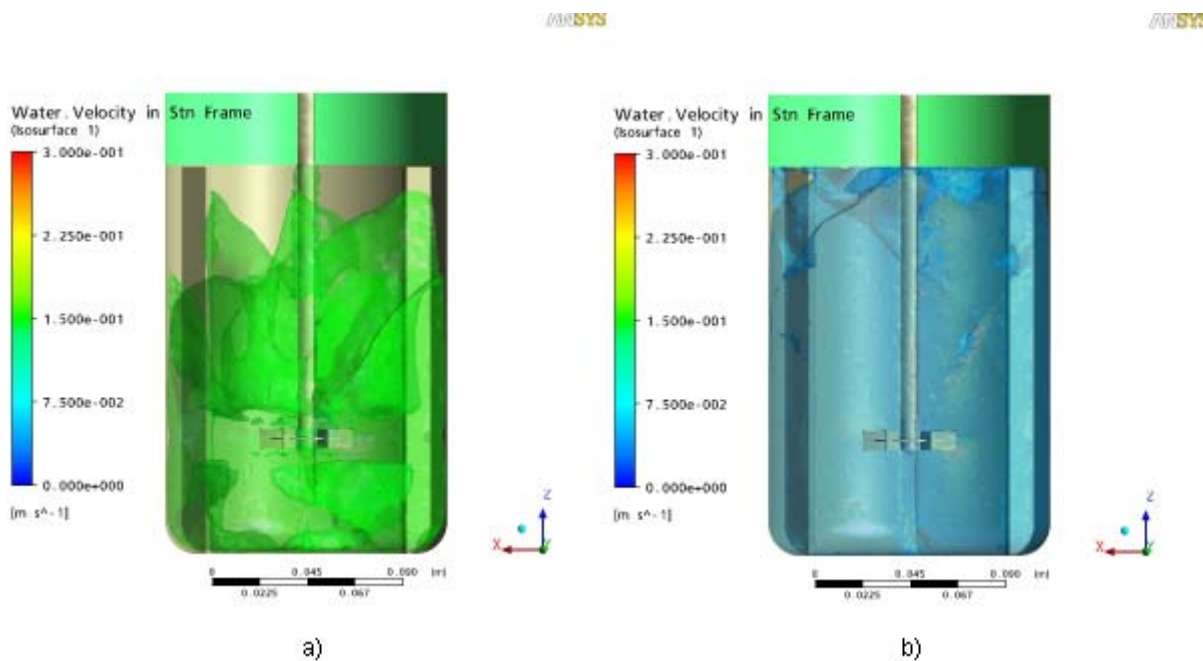 ANSYS
ANSYS
Water.Velocity in Stn Frame
(Isosurface 1)
3.000e-001
2.250e-001
1.500e-001
7.500e-002
0.000e+000
[m s^-1]
Z
X
Y
0 0.045 0.090 (m)
0.0225 0.067
a)
Water.Velocity in Stn Frame
(Isosurface 1)
3.000e-001
2.250e-001
1.500e-001
7.500e-002
0.000e+000
[m s^-1]
Z
X
Y
0 0.045 0.090 (m)
0.0225 0.067
b)